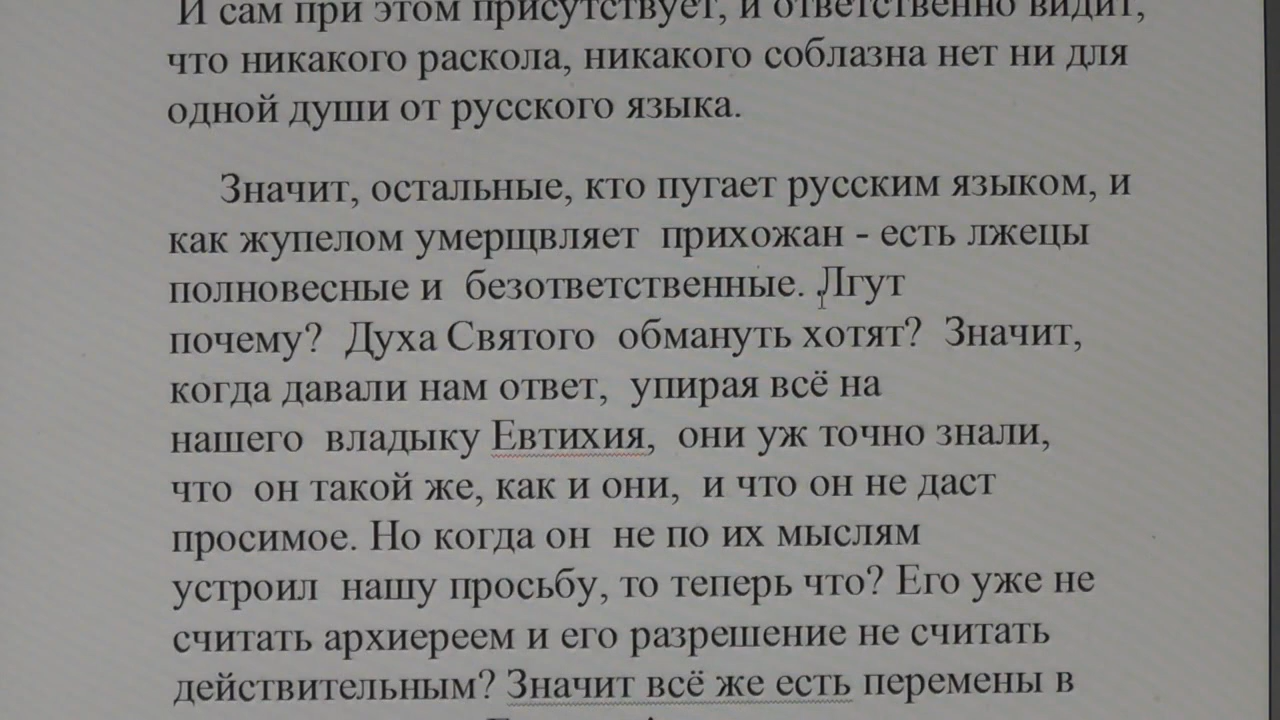 И сам при этом присутствует, и ответственно видит,
что никакого раскола, никакого соблазна нет ни для
одной души от русского языка.
Значит, остальные, кто пугает русским языком, и
как жупелом умерщвляет прихожан - есть лжецы
полновесные и безответственные. Лгут
почему? Духа Святого обмануть хотят? Значит,
когда давали нам ответ, упирая всё на
нашего владыку Евтихия, они уж точно знали,
что он такой же, как и они, и что он не даст
просимое. Но когда он не по их мыслям
устроил нашу просьбу, то теперь что? Его уже не
считать архиереем и его разрешение не считать
действительным? Значит всё же есть перемены в